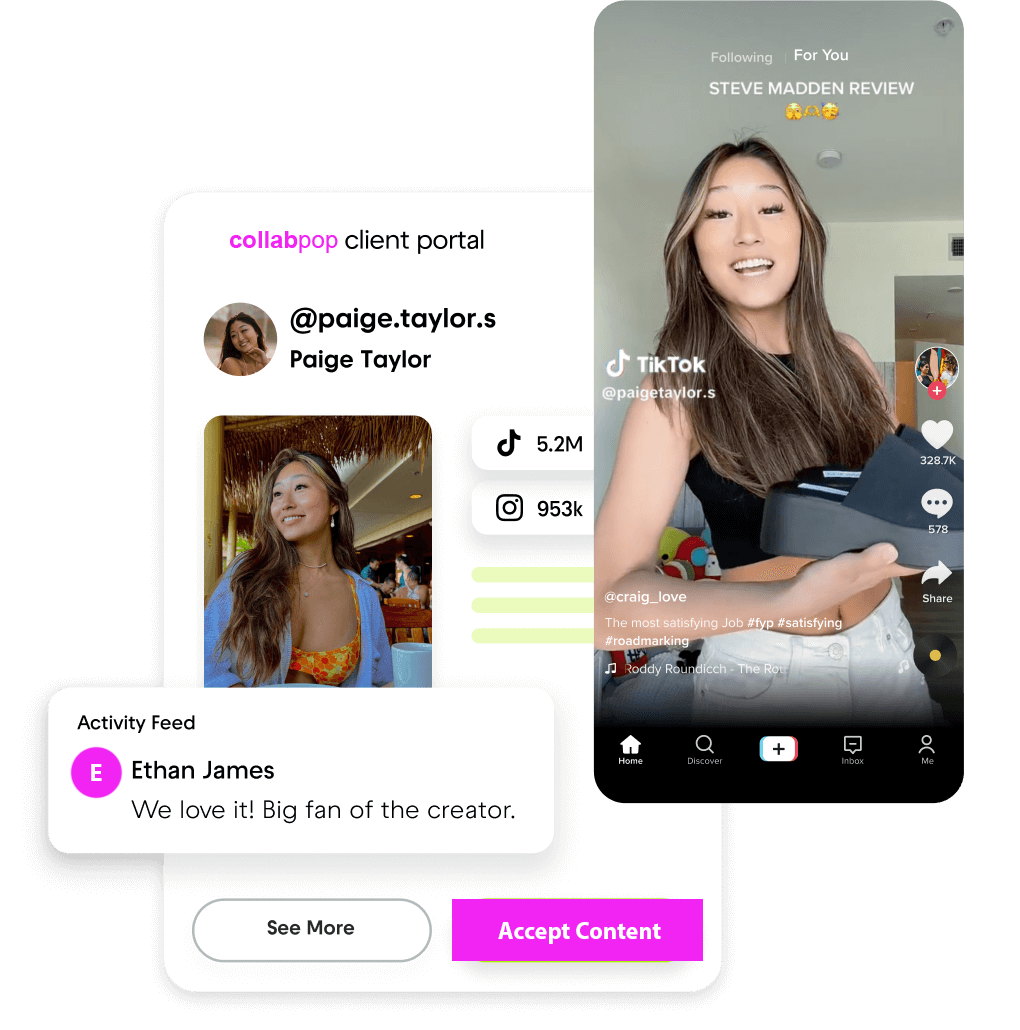 Following
For You
STEVE MADDEN REVIEW
collabpop client portal
@paige.taylor.s
Paige Taylor
5.2M
953k
TikTok
@paigetaylor.s
328.7K
578
Share
@craig_love
The most satisfying Job #fyp #satisfying
#roadmarking
Roddy Roundicch - The Rou
Activity Feed
E
Ethan James
We love it! Big fan of the creator.
Home
Discover
Inbox
Me
See More
Accept Content